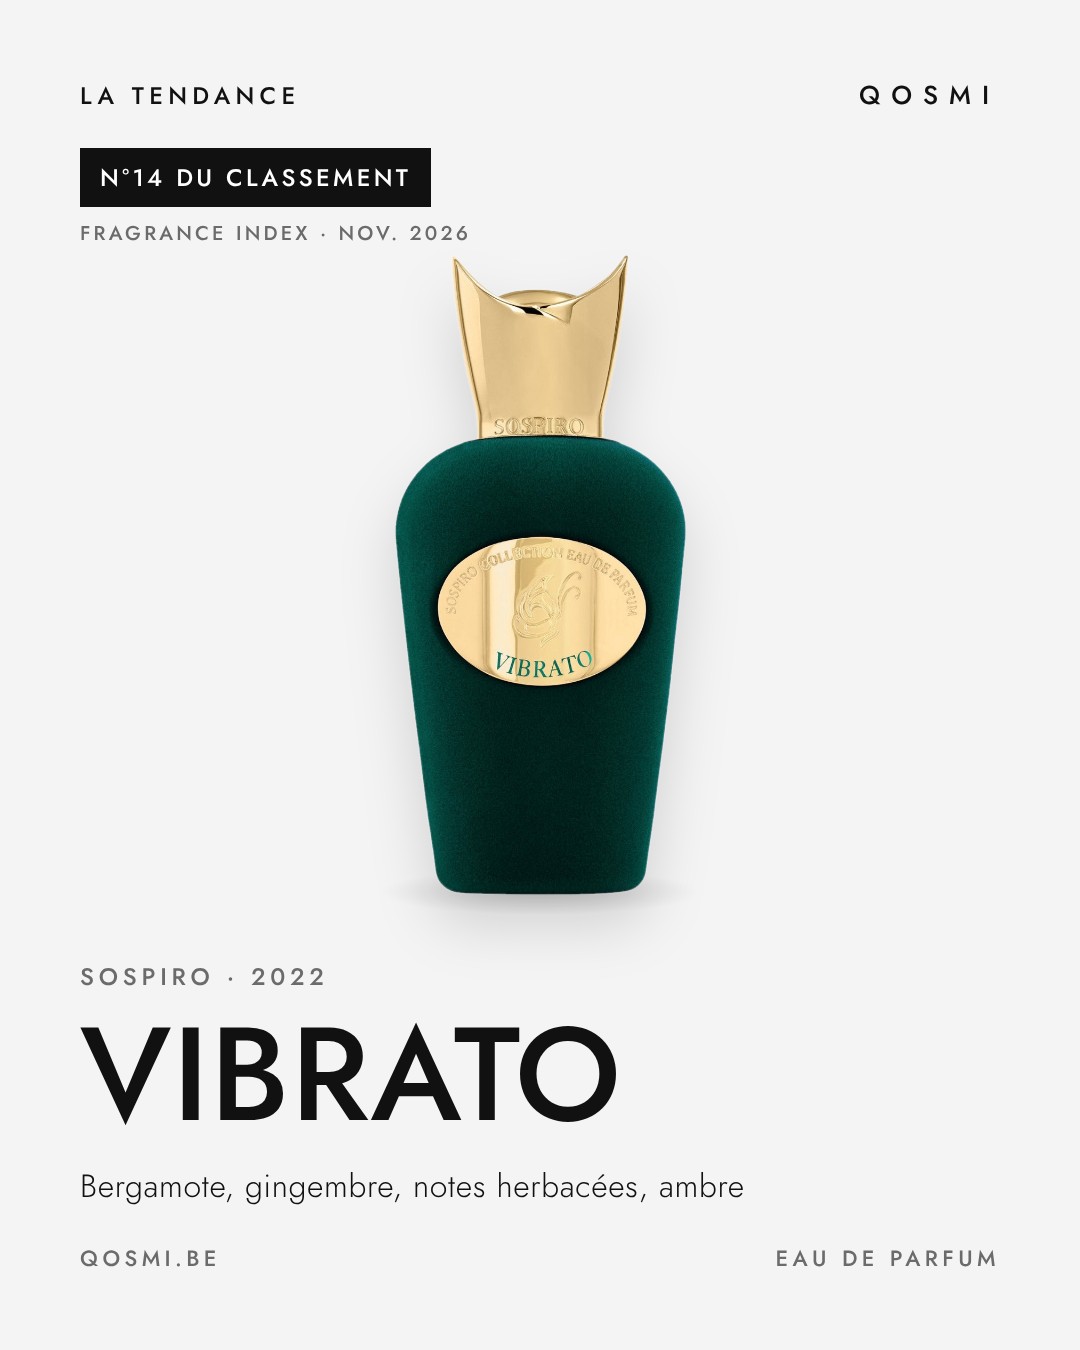 LA TENDANCE
QOSMI
N°14 DU CLASSEMENT
FRAGRANCE INDEX · NOV. 2026
SOSPIRO
SOSPIRO COLLECTION EAU DE PARFUM
VIBRATO
SOSPIRO · 2022
VIBRATO
Bergamote, gingembre, notes herbacées, ambre
QOSMI.BE
EAU DE PARFUM